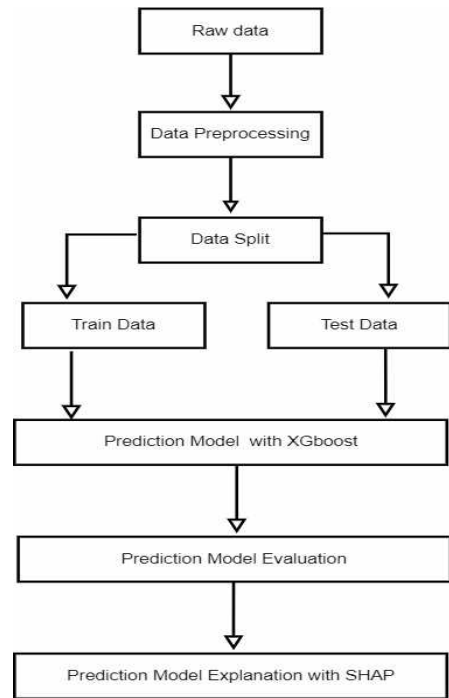 Raw data
Data Preprocessing
Data Split
Train Data
Test Data
Prediction Model with XGboost
Prediction Model Evaluation
Prediction Model Explanation with SHAP